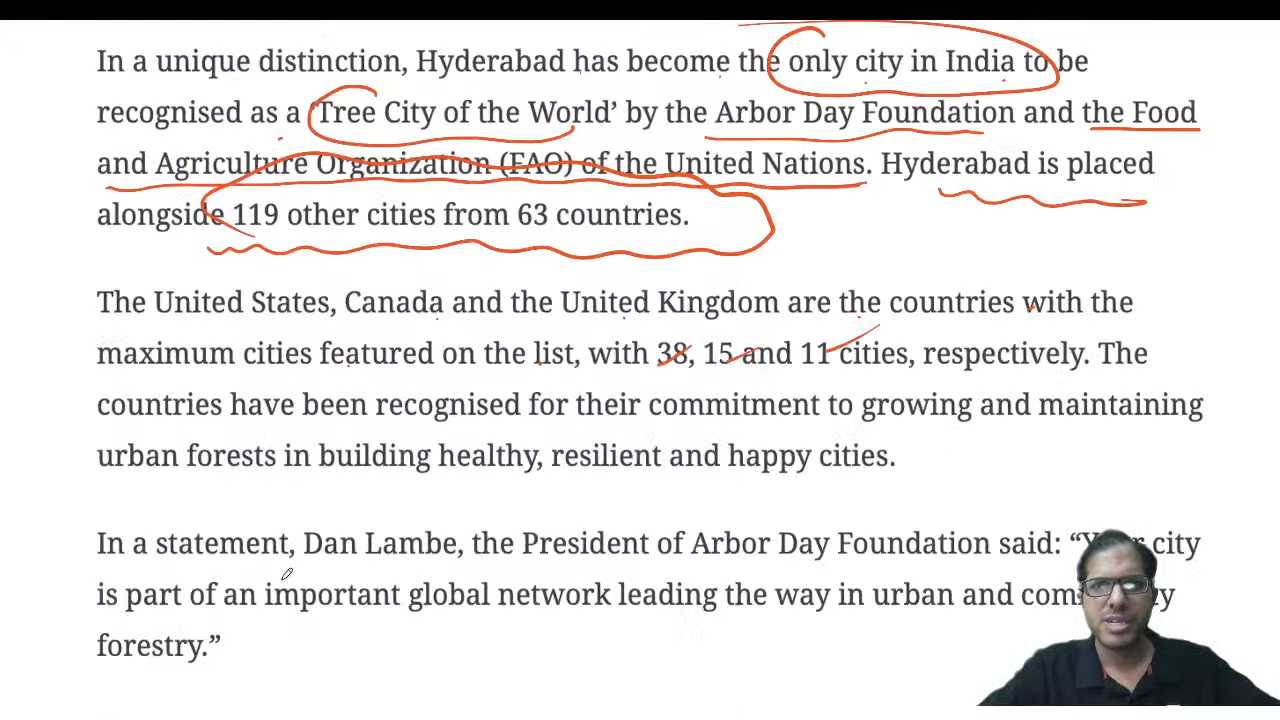 In a unique distinction, Hyderabad has become the only city in India to be
recognised as a ‘Tree City of the World’ by the Arbor Day Foundation and the Food
and Agriculture Organization (FAO) of the United Nations. Hyderabad is placed
alongside 119 other cities from 63 countries.
The United States, Canada and the United Kingdom are the countries with the
maximum cities featured on the list, with 38, 15 and 11 cities, respectively. The
countries have been recognised for their commitment to growing and maintaining
urban forests in building healthy, resilient and happy cities.
In a statement, Dan Lambe, the President of Arbor Day Foundation said: “Your city
is part of an important global network leading the way in urban and community
forestry.”